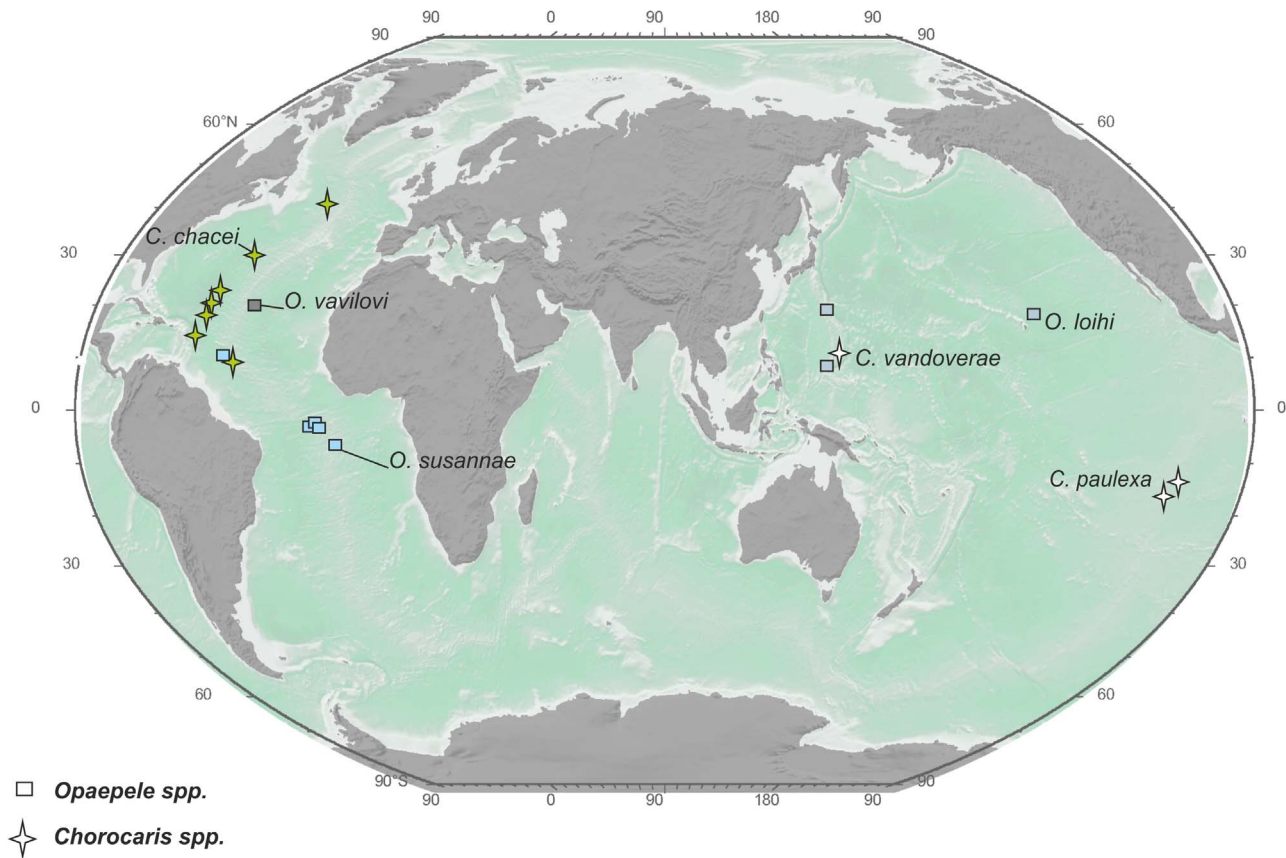 90 0 90 180 90
90 90
60°N 60
C. chacei
30 30
O. vavilovi
O. loihi
C. vandoverae
0 0
O. susannae
C. paulexa
30 30
60 60
90°S 90
90 0 90 180 90
Opaepele spp.
Chorocaris spp.